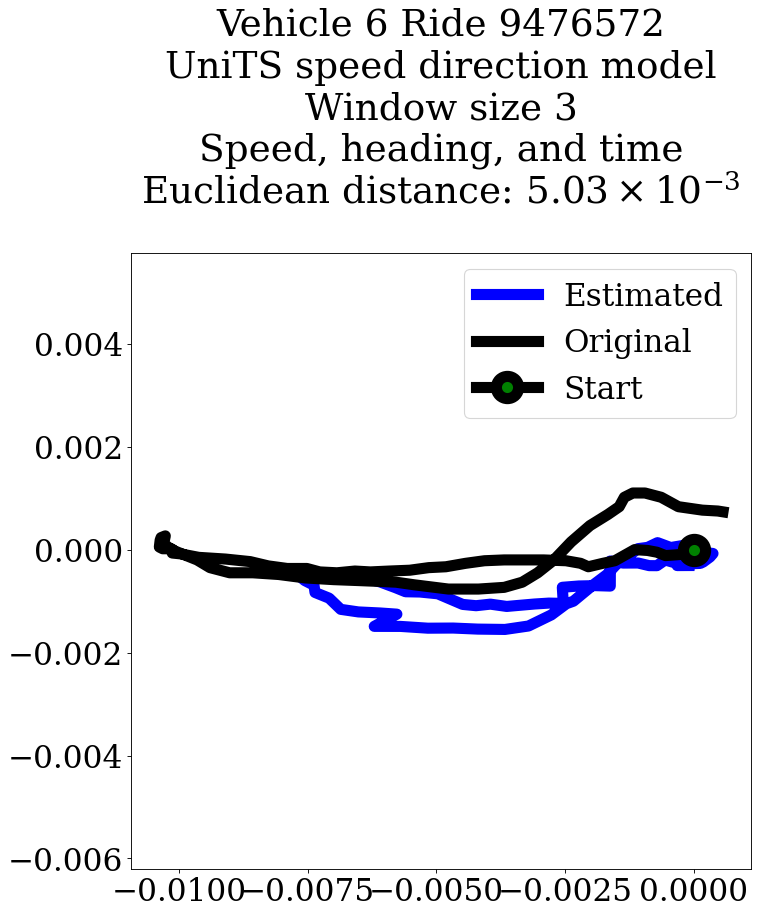 Vehicle 6 Ride 9476572
UniTS speed direction model
Window size 3
Speed, heading, and time
Euclidean distance: 5.03 × 10⁻³
Estimated
Original
Start
0.004
0.002
0.000
−0.002
−0.004
−0.006
−0.0100 −0.0075 −0.0050 −0.0025 0.0000